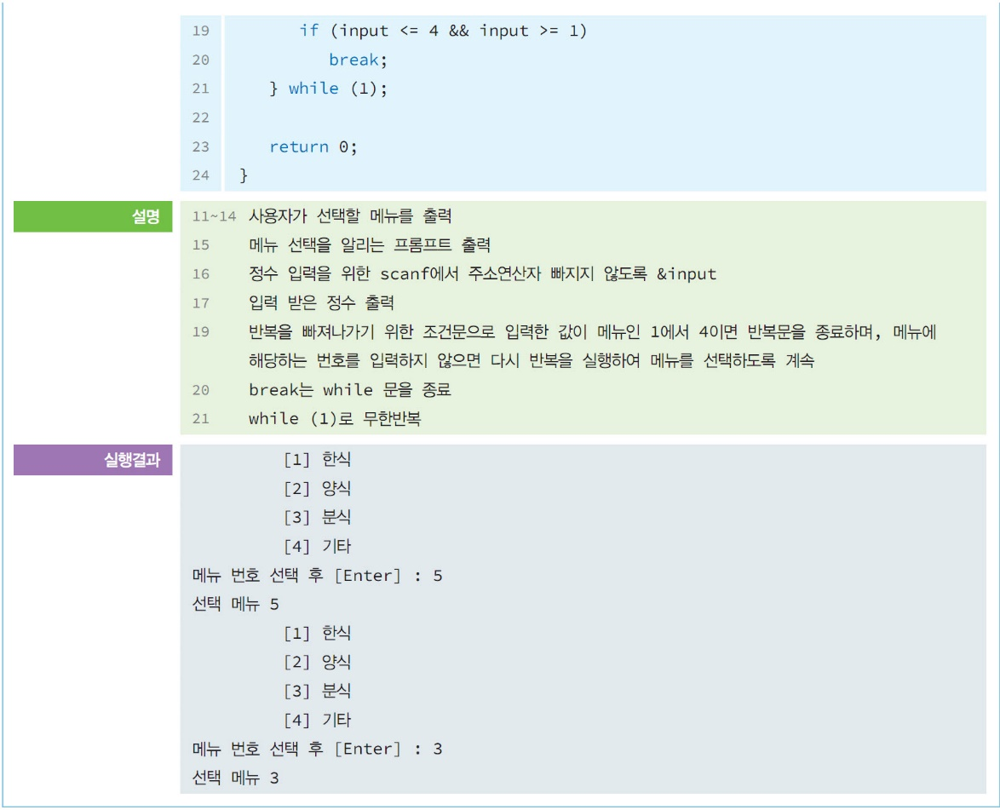 19 if (input <= 4 && input >= 1)
20 break;
21 } while (1);
22
23 return 0;
24 }
설명
11~14 사용자가 선택할 메뉴를 출력
15 메뉴 선택을 알리는 프롬프트 출력
16 정수 입력을 위한 scanf에서 주소연산자 빠지지 않도록 &input
17 입력 받은 정수 출력
19 반복을 빠져나가기 위한 조건문으로 입력한 값이 메뉴인 1에서 4이면 반복문을 종료하며, 메뉴에
해당하는 번호를 입력하지 않으면 다시 반복을 실행하여 메뉴를 선택하도록 계속
20 break는 while 문을 종료
21 while (1)로 무한반복
실행결과
[1] 한식
[2] 양식
[3] 분식
[4] 기타
메뉴 번호 선택 후 [Enter] : 5
선택 메뉴 5
[1] 한식
[2] 양식
[3] 분식
[4] 기타
메뉴 번호 선택 후 [Enter] : 3
선택 메뉴 3